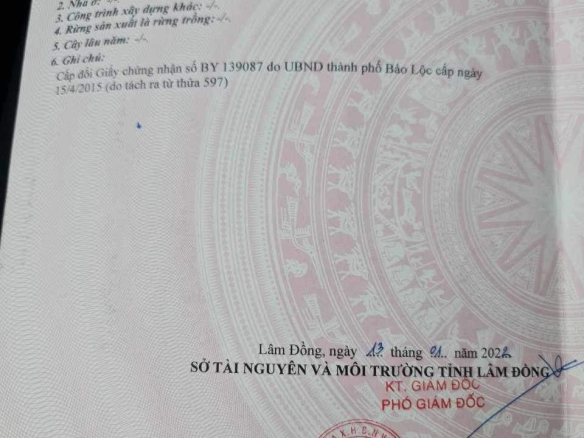 2. Nhà ở: -/-.
3. Công trình xây dựng khác: -/-.
4. Rừng sản xuất là rừng trồng: -/-.
5. Cây lâu năm: -/-.
6. Ghi chú:
Cấp đổi Giấy chứng nhận số BY 139087 do UBND thành phố Bảo Lộc cấp ngày
15/4/2015 (do tách ra từ thửa 597)
Lâm Đồng, ngày 13 tháng 01 năm 2022
SỞ TÀI NGUYÊN VÀ MÔI TRƯỜNG TỈNH LÂM ĐỒNG
KT. GIÁM ĐỐC
PHÓ GIÁM ĐỐC